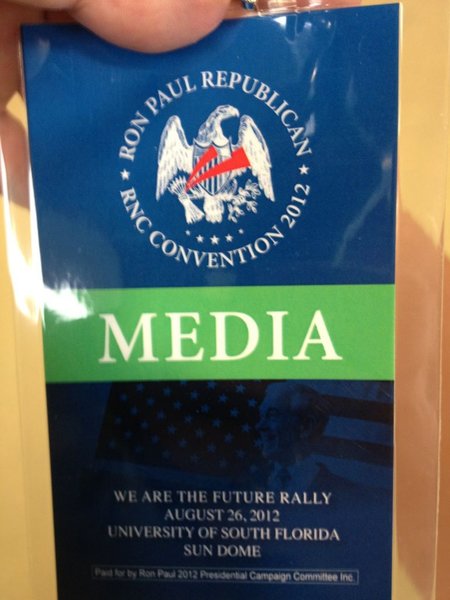 RON PAUL REPUBLICAN
RNC CONVENTION 2012
MEDIA
WE ARE THE FUTURE RALLY
AUGUST 26, 2012
UNIVERSITY OF SOUTH FLORIDA
SUN DOME
Paid for by Ron Paul 2012 Presidential Campaign Committee Inc.